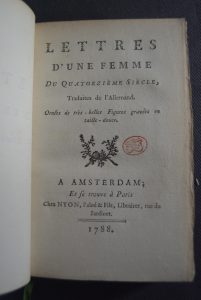 LETTRES
D'UNE FEMME
DU QUATORZIÈME SIÈCLE,
Traduites de l'Allemand.
Ornées de très-belles Figures gravées en
taille-douce.
A AMSTERDAM;
Et se trouve à Paris
Chez NYON, l'aîné & Fils, Libraires, rue du
Jardinet.
1788.